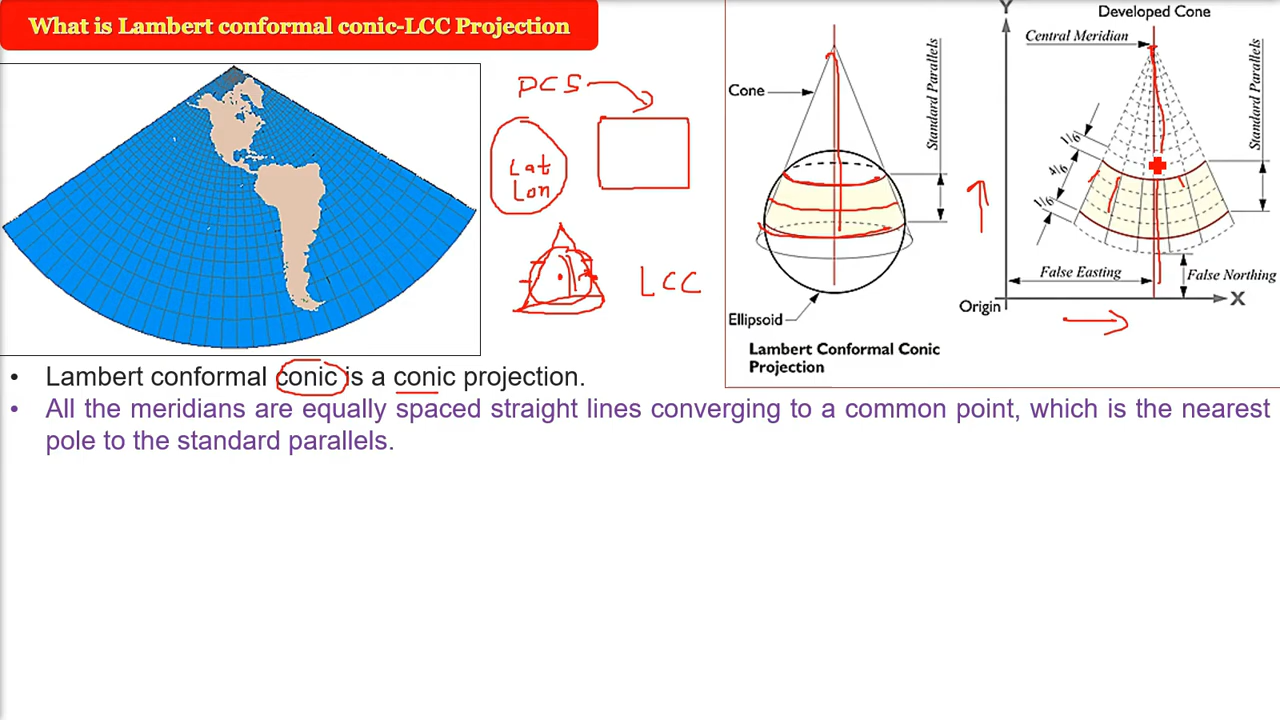 What is Lambert conformal conic-LCC Projection
PCS
Lat
Lon
LCC
Cone
Standard Parallels
Ellipsoid
Lambert Conformal Conic
Projection
Y
Developed Cone
Central Meridian
Standard Parallels
1/6
4/6
1/6
False Easting
False Northing
Origin
X
• Lambert conformal conic is a conic projection.
• All the meridians are equally spaced straight lines converging to a common point, which is the nearest
pole to the standard parallels.